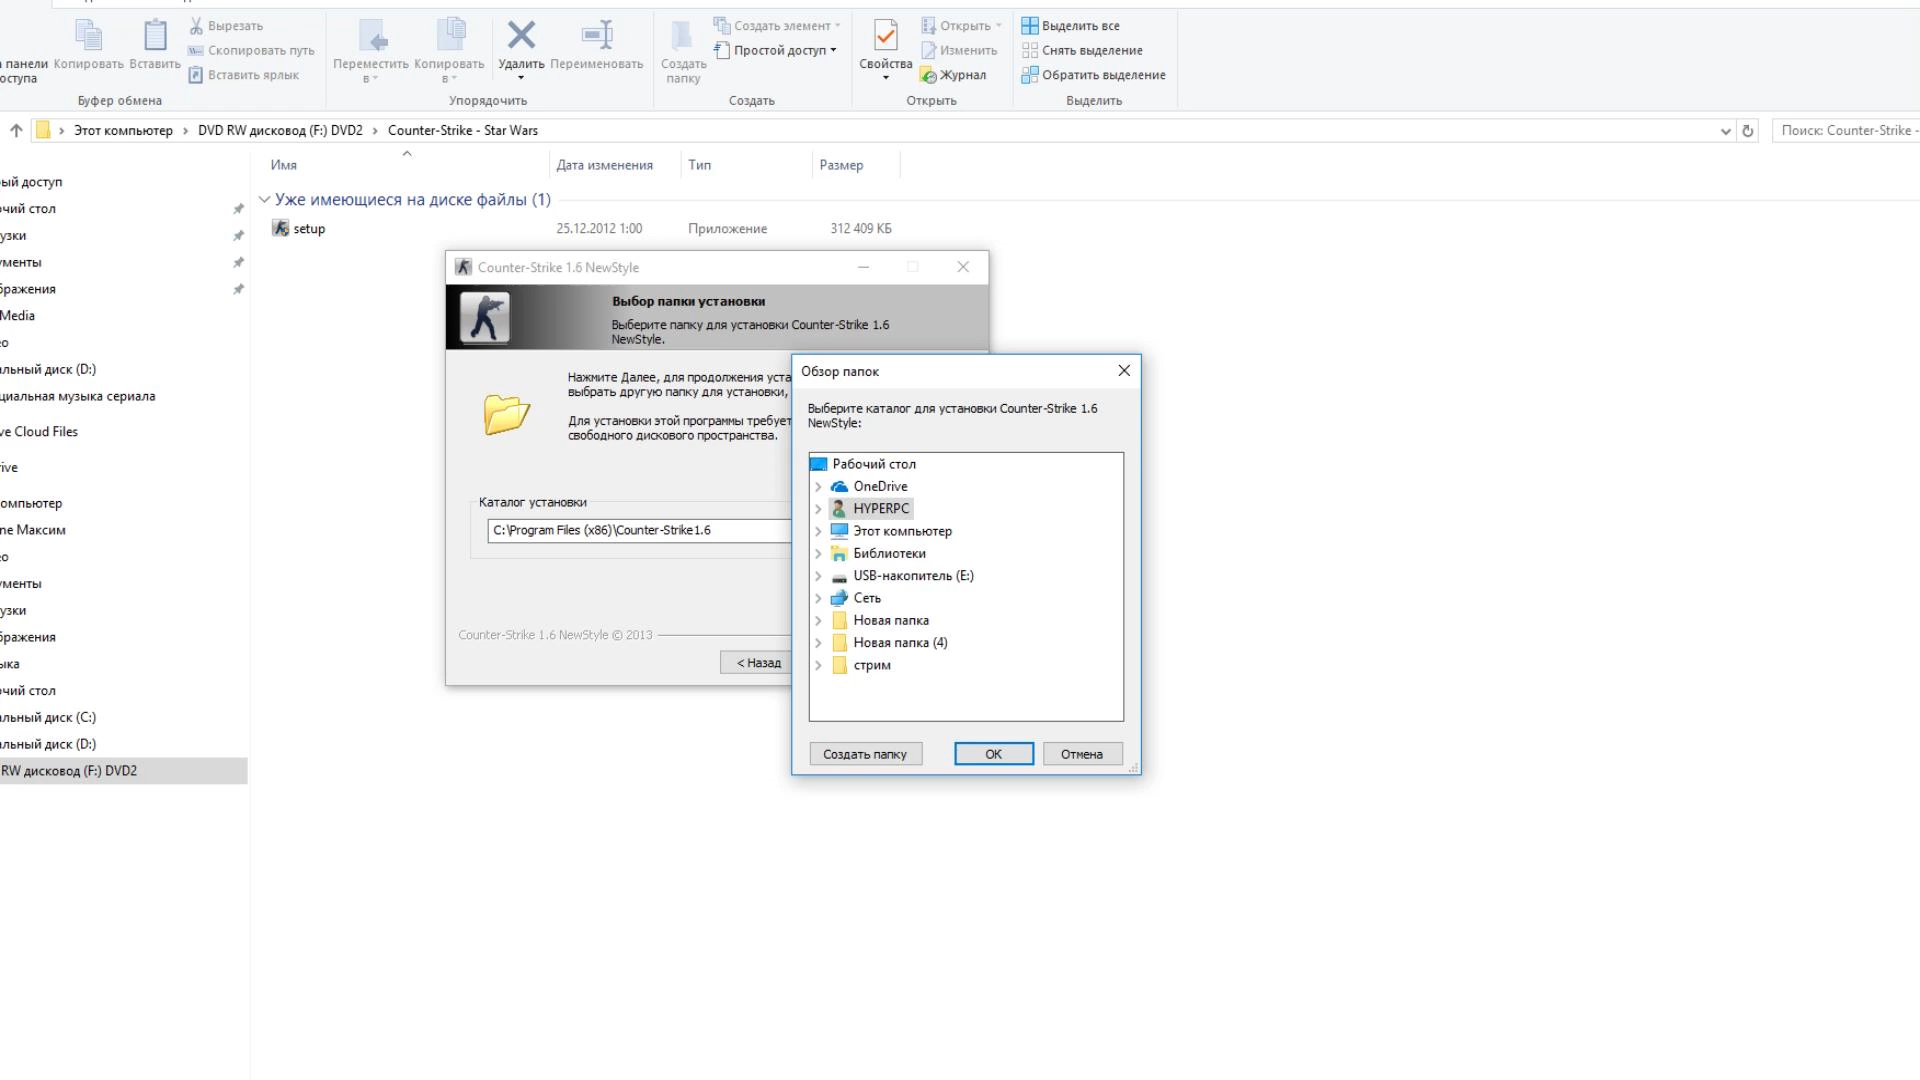 Вырезать
Скопировать путь
Вставить ярлык
панели
Копировать
Вставить
Буфер обмена
Переместить в
Копировать в
Удалить
Переименовать
Упорядочить
Создать папку
Создать элемент
Простой доступ
Создать
Свойства
Открыть
Изменить
Журнал
Открыть
Выделить все
Снять выделение
Обратить выделение
Выделить
Этот компьютер > DVD RW дисковод (F:) DVD2 > Counter-Strike - Star Wars
Поиск: Counter-Strike -
Имя
Дата изменения
Тип
Размер
Уже имеющиеся на диске файлы (1)
setup 25.12.2012 1:00 Приложение 312 409 КБ
ый доступ
чий стол
узки
ументы
бражения
Media
ео
альный диск (D:)
циальная музыка сериала
ve Cloud Files
rive
омпьютер
ne Максим
ео
ументы
узки
бражения
ыка
чий стол
альный диск (C:)
альный диск (D:)
RW дисковод (F:) DVD2
Counter-Strike 1.6 NewStyle
Выбор папки установки
Выберите папку для установки Counter-Strike 1.6
NewStyle.
Нажмите Далее, для продолжения уста
выбрать другую папку для установки,
Для установки этой программы требует
свободного дискового пространства.
Каталог установки
C:\Program Files (x86)\Counter-Strike1.6
Counter-Strike 1.6 NewStyle © 2013
< Назад
Обзор папок
Выберите каталог для установки Counter-Strike 1.6
NewStyle:
Рабочий стол
OneDrive
HYPERPC
Этот компьютер
Библиотеки
USB-накопитель (E:)
Сеть
Новая папка
Новая папка (4)
стрим
Создать папку
ОК
Отмена